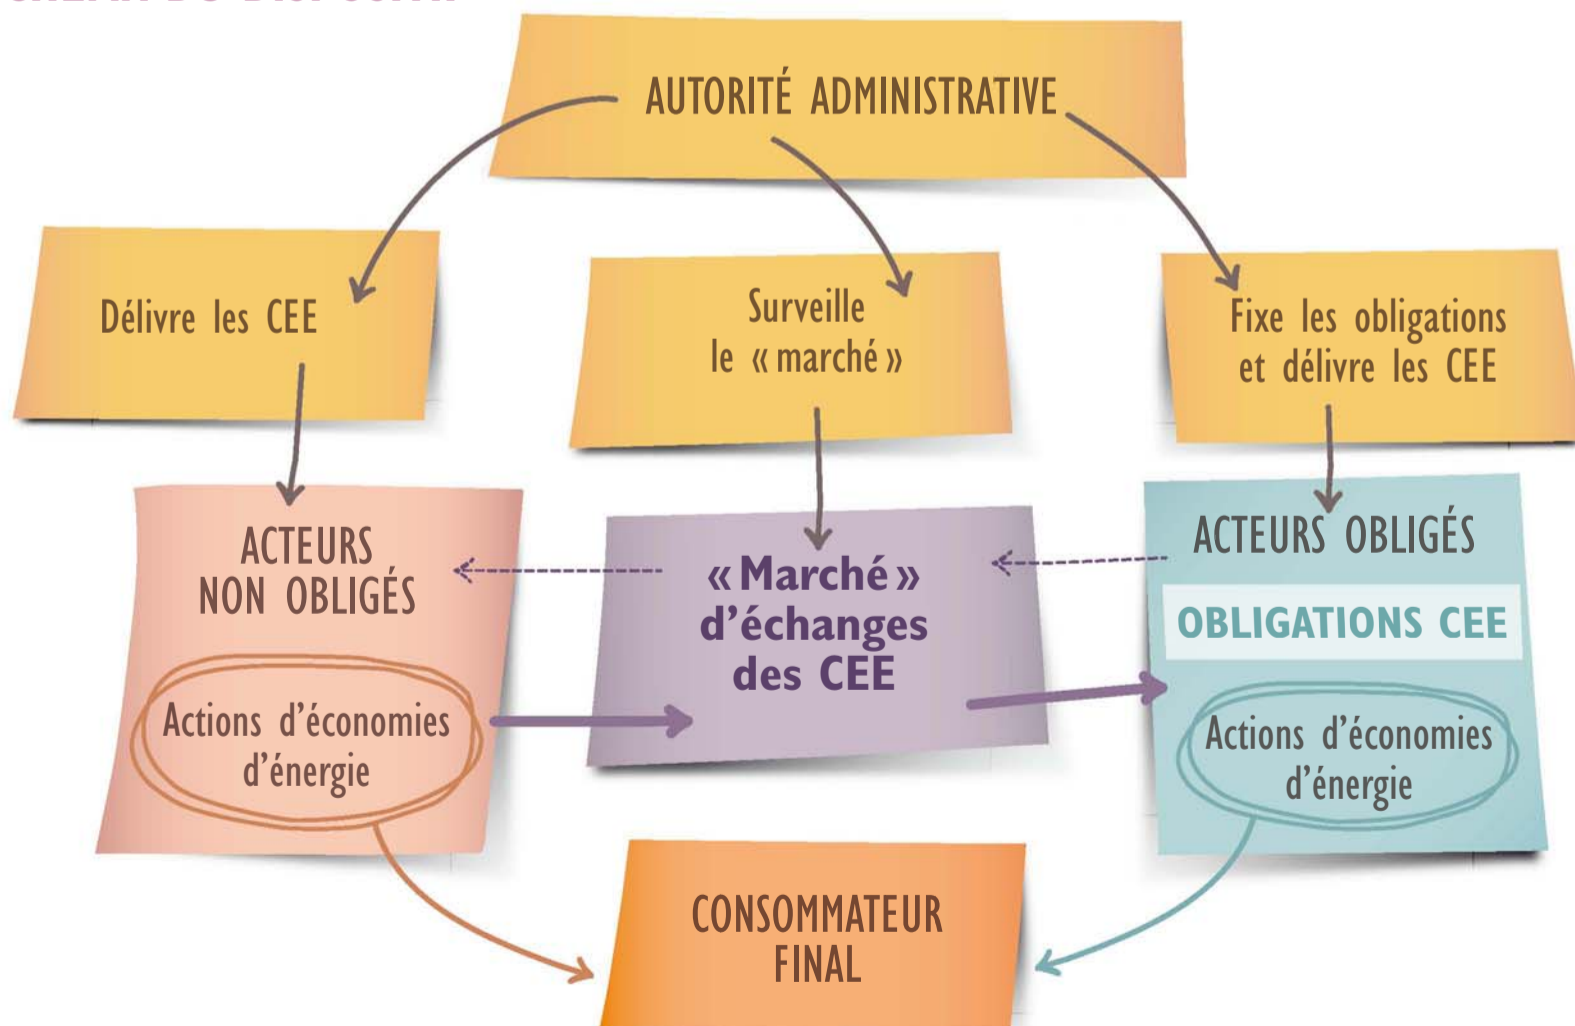 AUTORITÉ ADMINISTRATIVE
Délivre les CEE
Surveille
le « marché »
Fixe les obligations
et délivre les CEE
ACTEURS
NON OBLIGÉS
Actions d’économies
d’énergie
« Marché »
d’échanges
des CEE
ACTEURS OBLIGÉS
OBLIGATIONS CEE
Actions d’économies
d’énergie
CONSOMMATEUR
FINAL